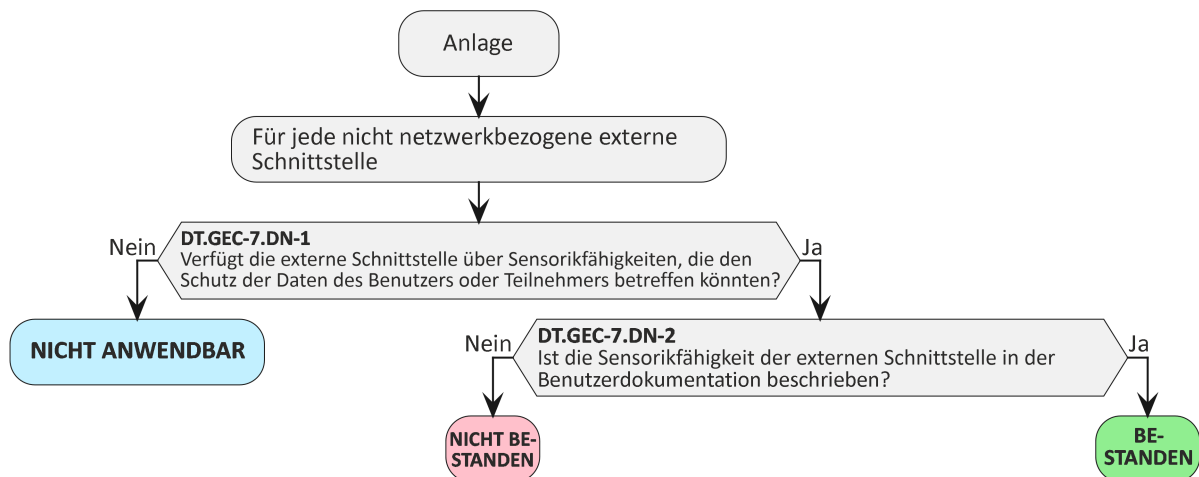 Anlage
Für jede nicht netzwerkbezogene externe
Schnittstelle
Nein
DT.GEC-7.DN-1
Verfügt die externe Schnittstelle über Sensorikfähigkeiten, die den
Schutz der Daten des Benutzers oder Teilnehmers betreffen könnten?
Ja
NICHT ANWENDBAR
Nein
DT.GEC-7.DN-2
Ist die Sensorikfähigkeit der externen Schnittstelle in der
Benutzerdokumentation beschrieben?
Ja
NICHT BE-
STANDEN
BE-
STANDEN